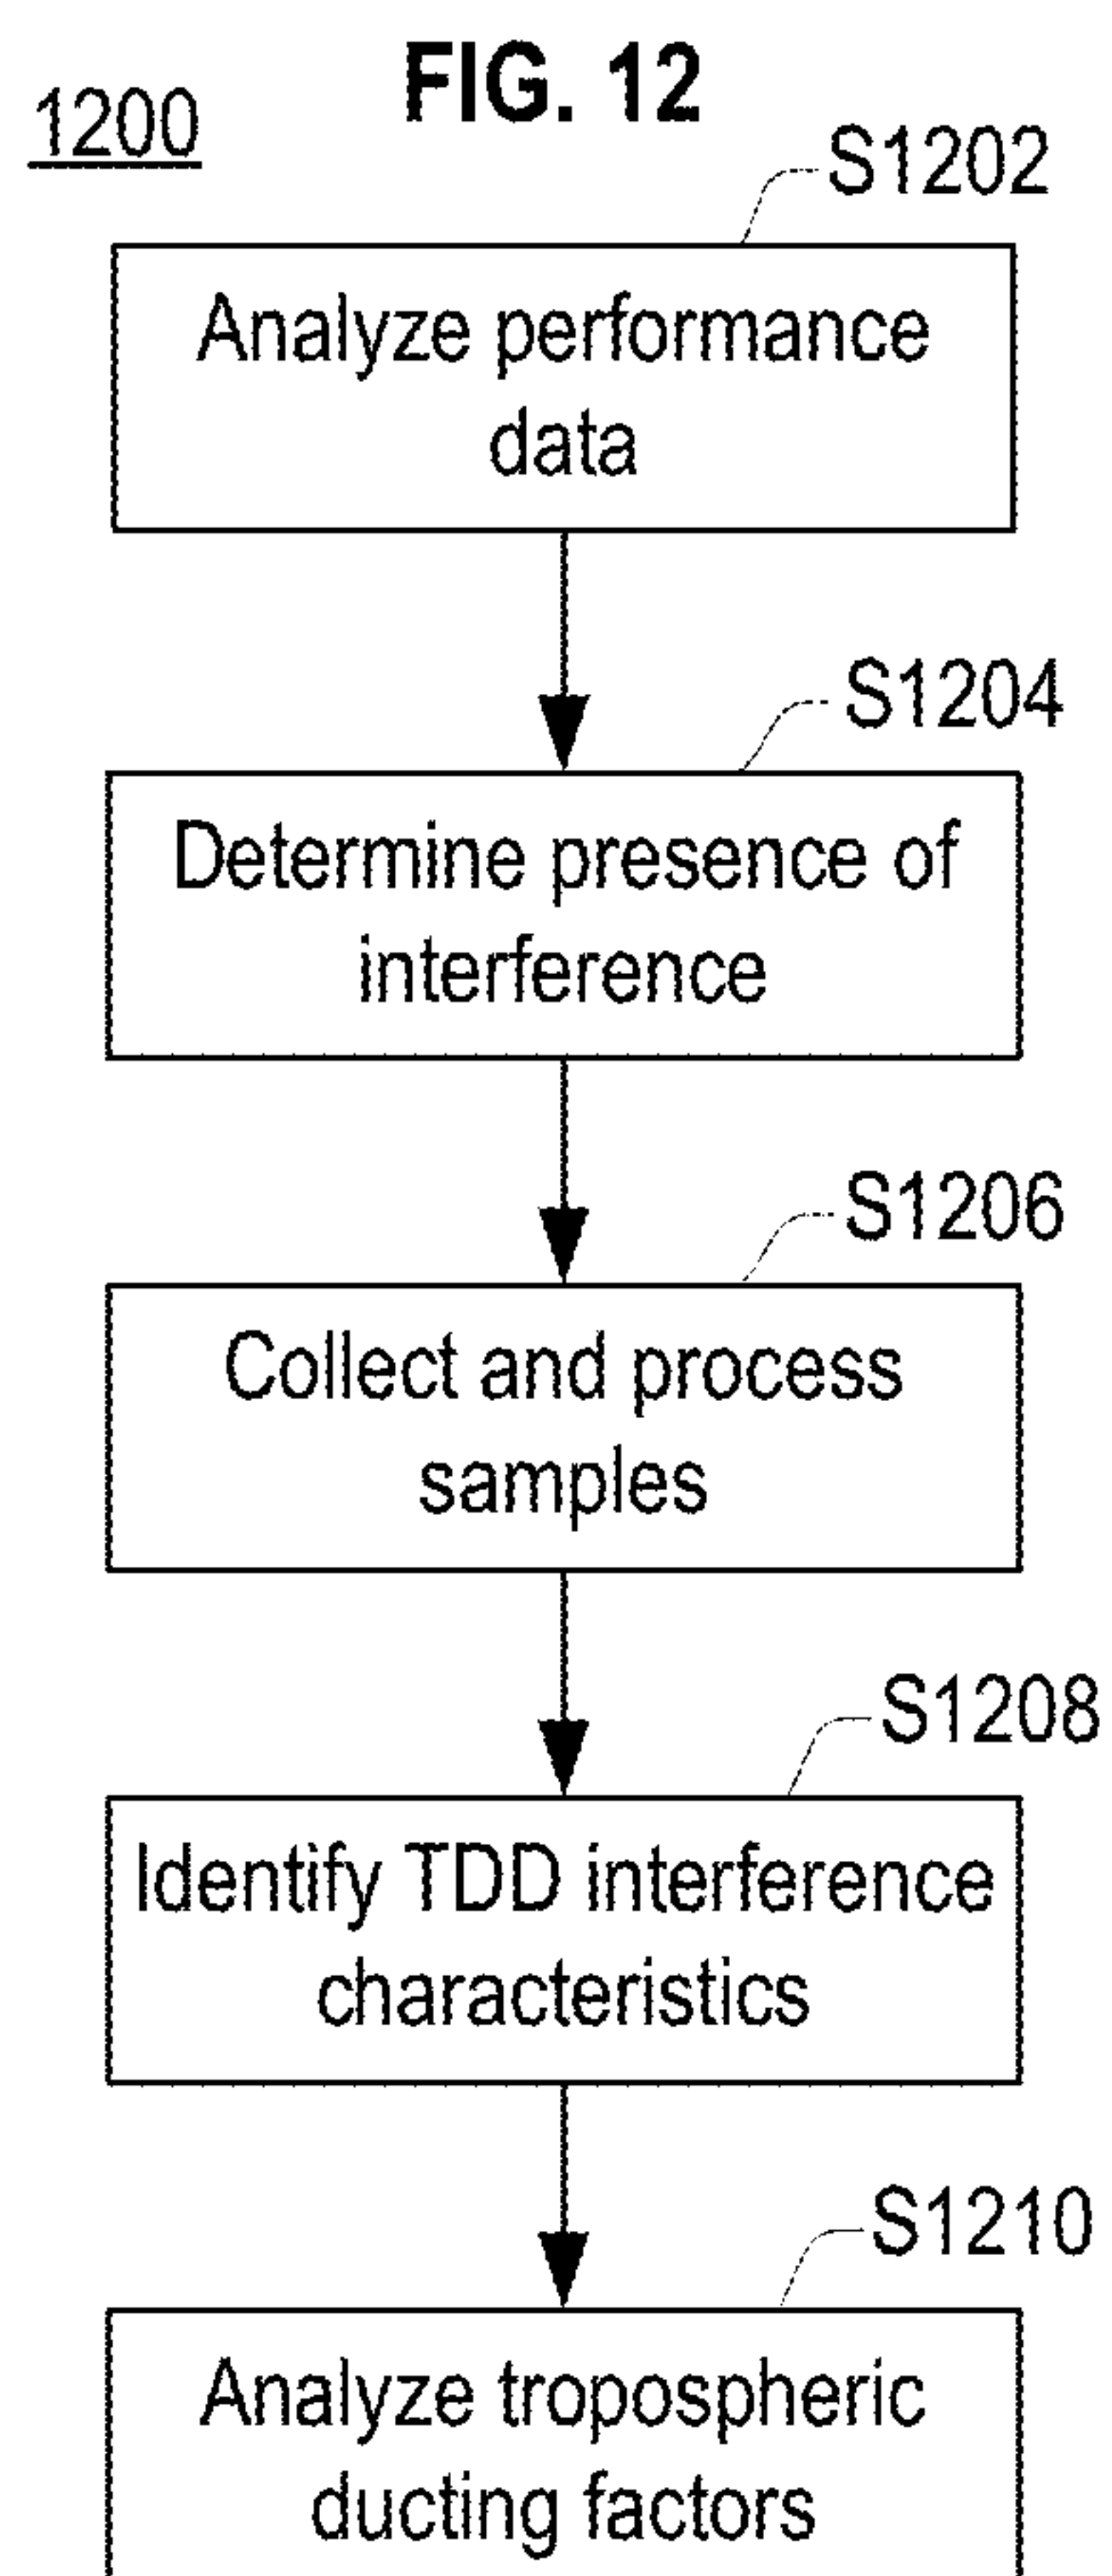 FIG. 12
1200
S1202
Analyze performance
data
S1204
Determine presence of
interference
S1206
Collect and process
samples
S1208
Identify TDD interference
characteristics
S1210
Analyze tropospheric
ducting factors